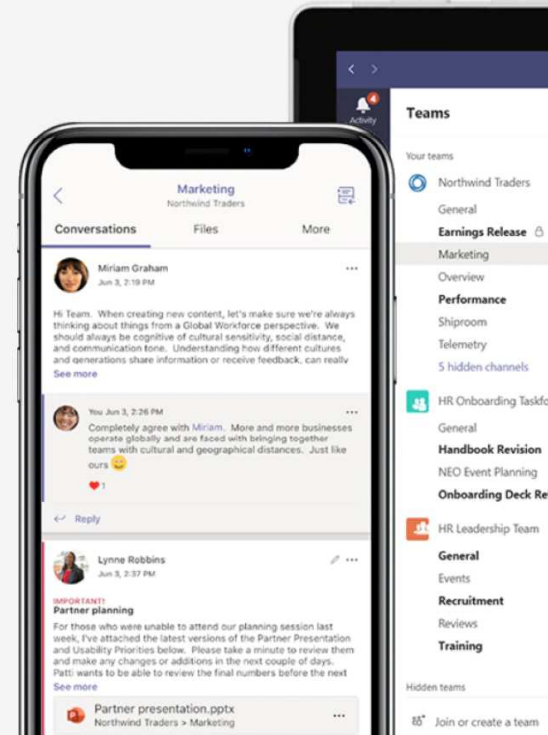 Marketing
Northwind Traders
Conversations Files More
Miriam Graham
Jun 3, 2:19 PM
Hi Team. When creating new content, let's make sure we're always
thinking about things from a Global Workforce perspective. We
should always be cognitive of cultural sensitivity, social distance,
and communication tone. Understanding how different cultures
and generations share information or receive feedback, can really
See more
You Jun 3, 2:26 PM
Completely agree with Miriam. More and more businesses
operate globally and are faced with bringing together
teams with cultural and geographical distances. Just like
ours 😄
1
Reply
Lynne Robbins
Jun 3, 2:37 PM
IMPORTANT!
Partner planning
For those who were unable to attend our planning session last
week, I've attached the latest versions of the Partner Presentation
and Usability Priorities below. Please take a minute to review them
and make any changes or additions in the next couple of days.
Patti wants to be able to review the final numbers before the next
See more
Partner presentation.pptx
Northwind Traders > Marketing
4
Activity
Teams
Your teams
Northwind Traders
General
Earnings Release
Marketing
Overview
Performance
Shiproom
Telemetry
5 hidden channels
HR Onboarding Taskfo
General
Handbook Revision
NEO Event Planning
Onboarding Deck Re
HR Leadership Team
General
Events
Recruitment
Reviews
Training
Hidden teams
Join or create a team